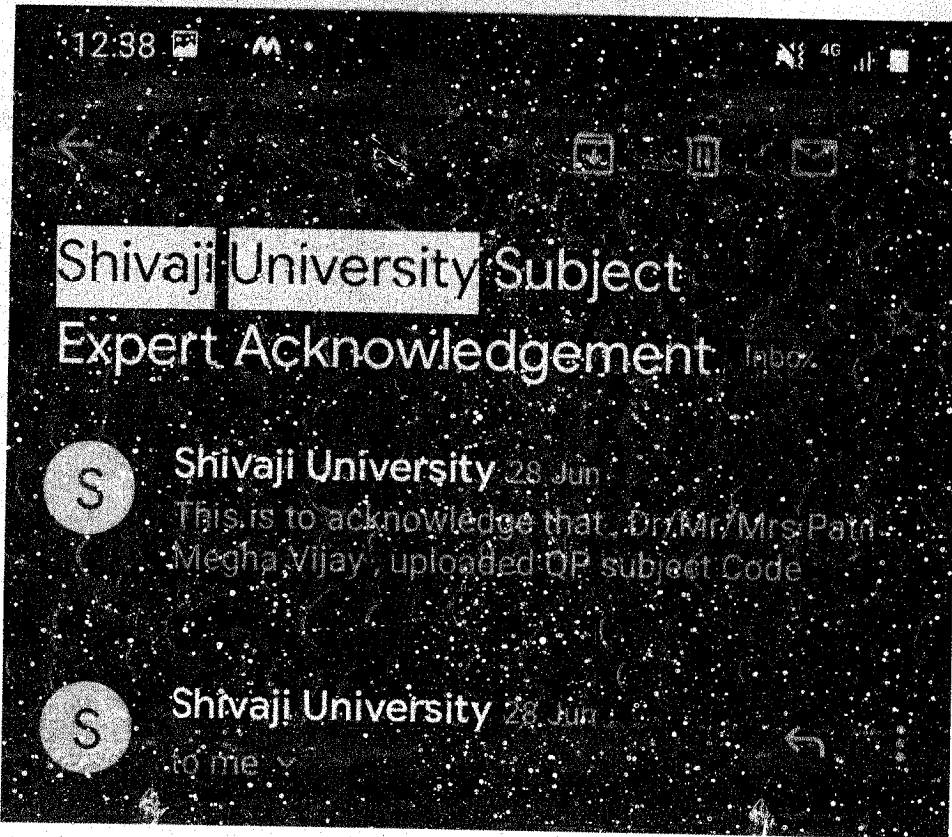 12:38
4G
Shivaji University Subject
Expert Acknowledgement Inbox
Shivaji University 28 Jun
This is to acknowledge that, Dr/Mr/Mrs Patil
Megha Vijay , uploaded QP subject Code
Shivaji University 28 Jun
to me
S
S